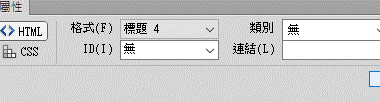 屬性
HTML 格式(F) 標題 4 類別 無
CSS ID(I) 無 連結(L)